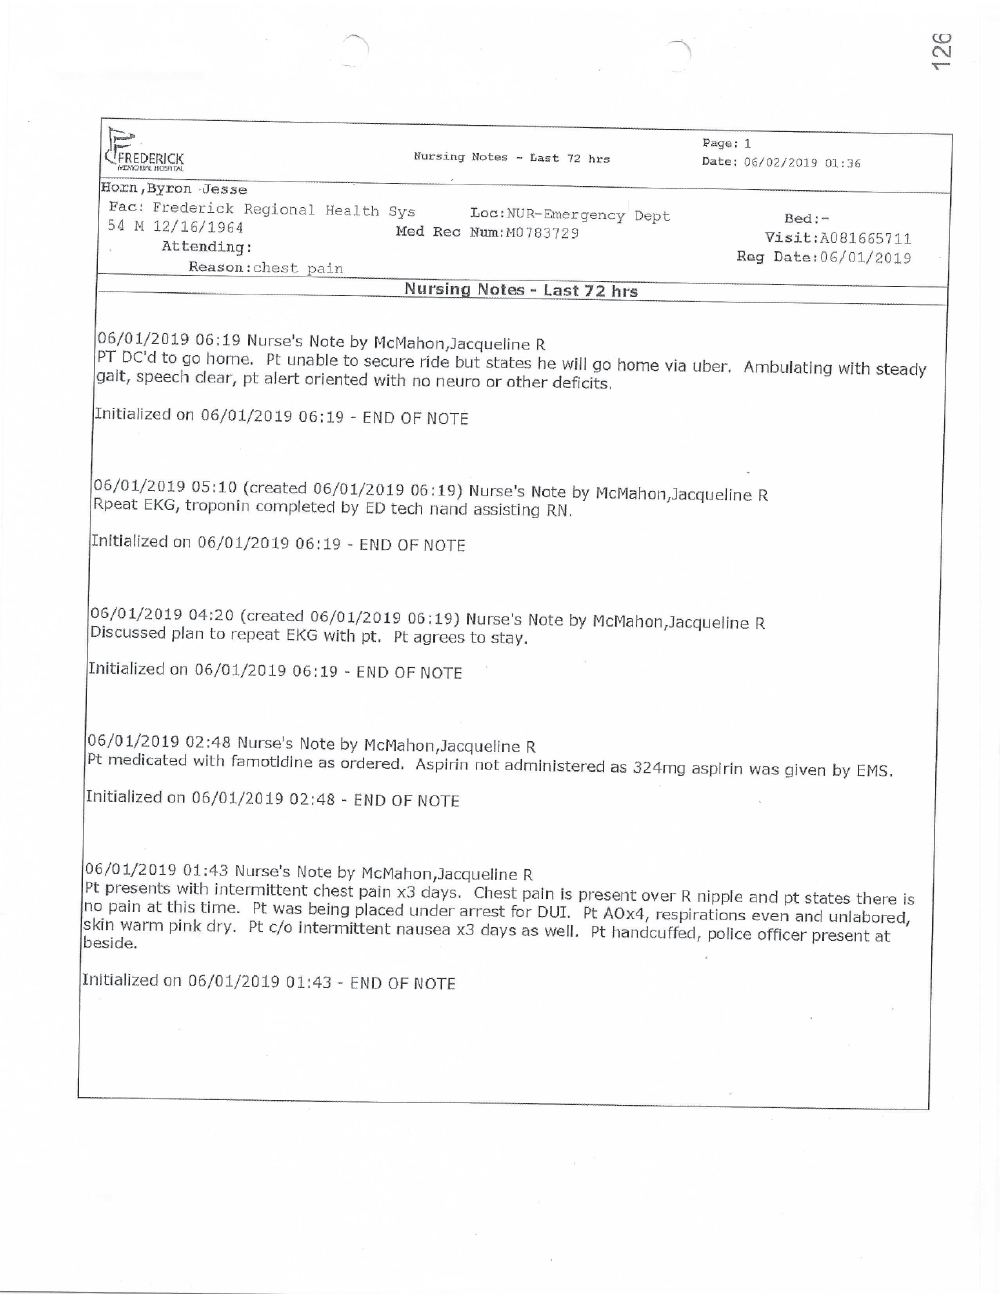 126
FREDERICK
MEMORIAL HOSPITAL
Nursing Notes - Last 72 hrs
Page: 1
Date: 06/02/2019 01:36
Horn,Byron Jesse
Fac: Frederick Regional Health Sys
Loc:NUR-Emergency Dept
Bed:-
54 M 12/16/1964
Med Rec Num:M0783729
Visit:A081665711
Attending:
Reg Date:06/01/2019
Reason:chest pain
Nursing Notes - Last 72 hrs
06/01/2019 06:19 Nurse's Note by McMahon,Jacqueline R
PT DC'd to go home. Pt unable to secure ride but states he will go home via uber. Ambulating with steady
gait, speech clear, pt alert oriented with no neuro or other deficits.
Initialized on 06/01/2019 06:19 - END OF NOTE
06/01/2019 05:10 (created 06/01/2019 06:19) Nurse's Note by McMahon,Jacqueline R
Rpeat EKG, troponin completed by ED tech nand assisting RN.
Initialized on 06/01/2019 06:19 - END OF NOTE
06/01/2019 04:20 (created 06/01/2019 06:19) Nurse's Note by McMahon,Jacqueline R
Discussed plan to repeat EKG with pt. Pt agrees to stay.
Initialized on 06/01/2019 06:19 - END OF NOTE
06/01/2019 02:48 Nurse's Note by McMahon,Jacqueline R
Pt medicated with famotidine as ordered. Aspirin not administered as 324mg aspirin was given by EMS.
Initialized on 06/01/2019 02:48 - END OF NOTE
06/01/2019 01:43 Nurse's Note by McMahon,Jacqueline R
Pt presents with intermittent chest pain x3 days. Chest pain is present over R nipple and pt states there is
no pain at this time. Pt was being placed under arrest for DUI. Pt AOx4, respirations even and unlabored,
skin warm pink dry. Pt c/o intermittent nausea x3 days as well. Pt handcuffed, police officer present at
beside.
Initialized on 06/01/2019 01:43 - END OF NOTE